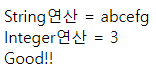 String연산 = abcefg
Integer연산 = 3
Good!!